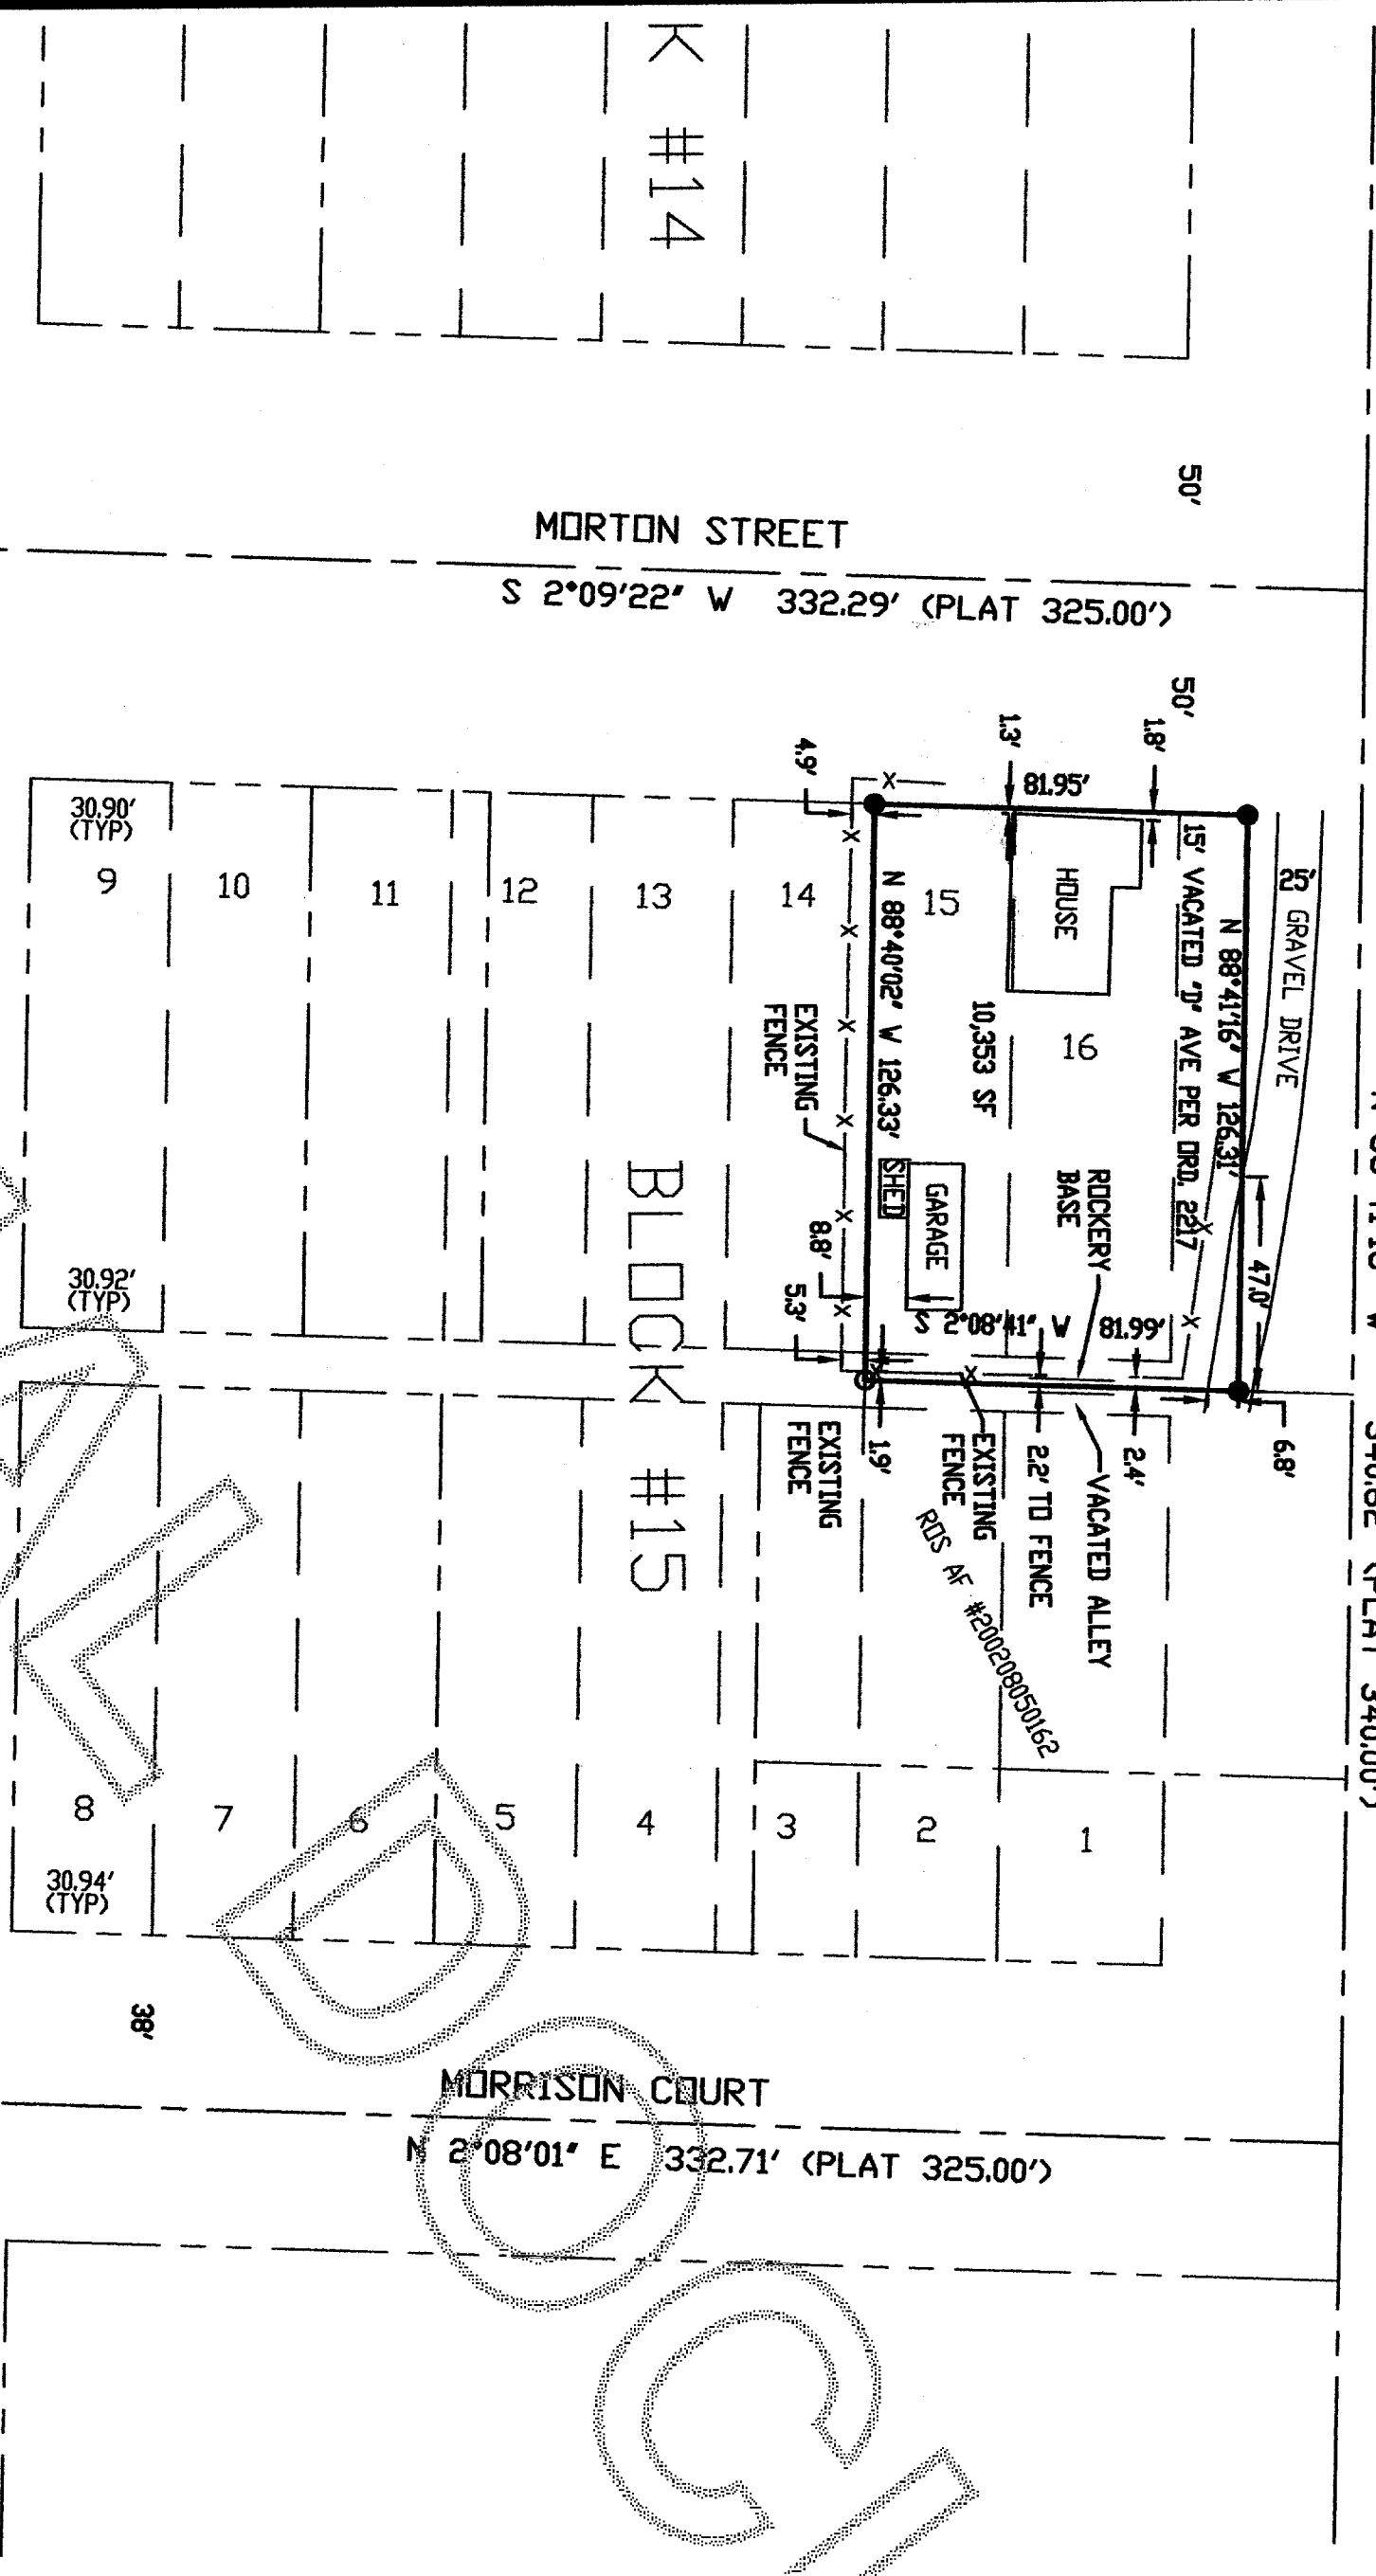 K #14
50'
MORTON STREET
S 2°09'22" W 332.29' (PLAT 325.00')
50'
1.8'
1.3'
4.9'
81.95'
25' GRAVEL DRIVE
N 88°41'16" W 126.31'
15' VACATED "D" AVE PER ORD. 2217
HOUSE
15
16
10,353 SF
N 88°40'02" W 126.33'
EXISTING
FENCE
SHED
GARAGE
ROCKERY
BASE
47.0'
8.8'
5.3'
S 2°08'41" W 81.99'
6.8'
2.4'
VACATED ALLEY
2.2' TO FENCE
EXISTING
FENCE
1.9'
EXISTING
FENCE
ROS AF #200208050162
30.90'
(TYP)
9
10
11
12
13
14
30.92'
(TYP)
BLOCK #15
8
7
6
5
4
3
2
1
30.94'
(TYP)
38'
MORRISON COURT
N 2°08'01" E 332.71' (PLAT 325.00')
(PLAT 340.00')